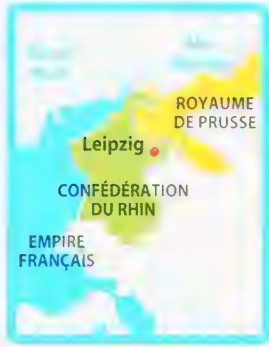 ROYAUME
DE PRUSSE
Leipzig
CONFÉDÉRATION
DU RHIN
EMPIRE
FRANÇAIS